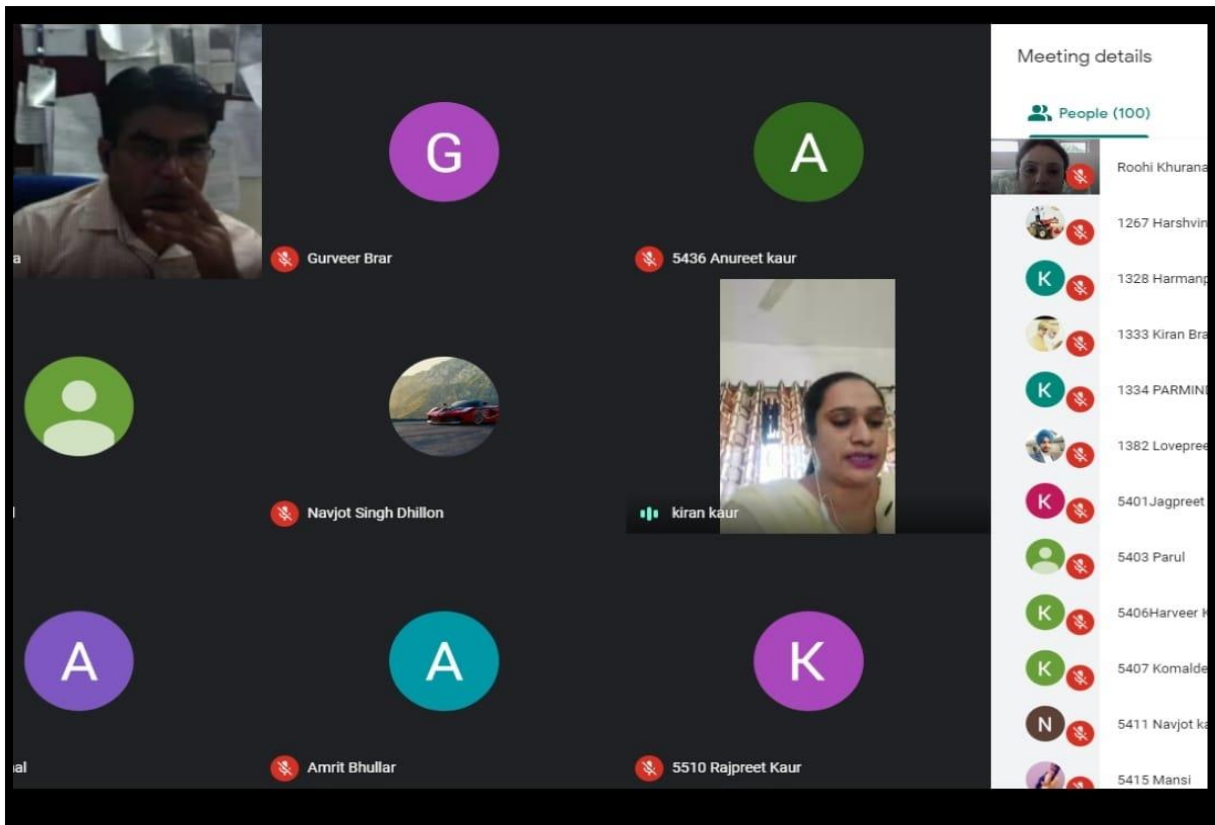 Meeting details
People (100)
G
A
a
Gurveer Brar
5436 Anureet kaur
l
Navjot Singh Dhillon
kiran kaur
A
A
K
al
Amrit Bhullar
5510 Rajpreet Kaur
Roohi Khurana
1267 Harshvin
K
1328 Harmanp
1333 Kiran Bra
K
1334 PARMIND
1382 Lovepree
K
5401Jagpreet
5403 Parul
K
5406Harveer K
K
5407 Komalde
N
5411 Navjot ka
5415 Mansi